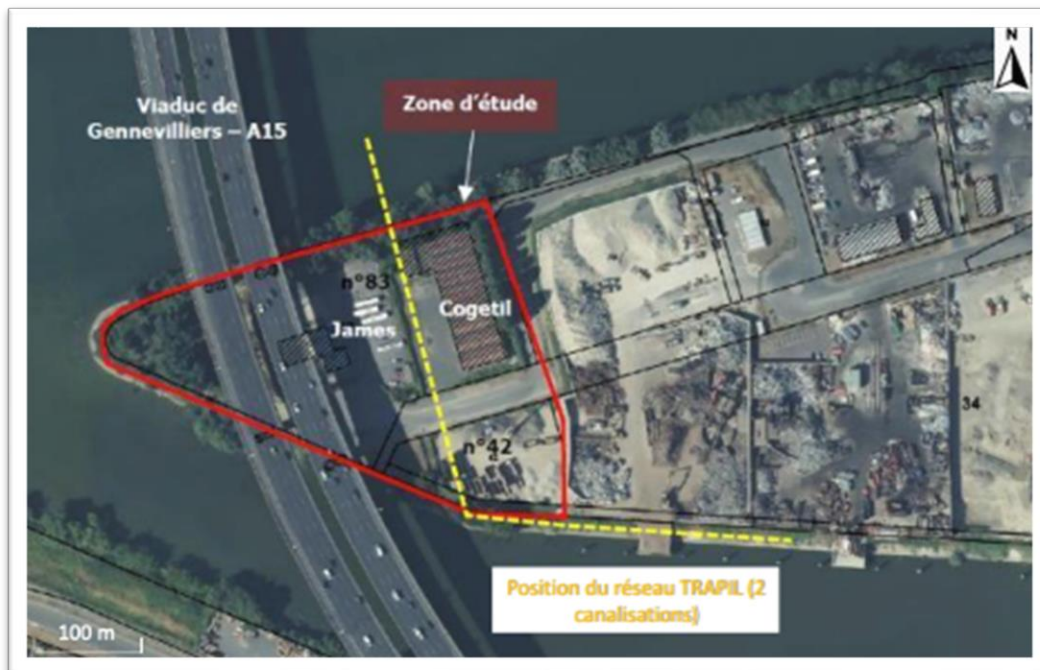 N
Viaduc de
Gennevilliers – A15
Zone d'étude
n°83
James
Cogetil
n°42
34
Position du réseau TRAPIL (2
canalisations)
100 m